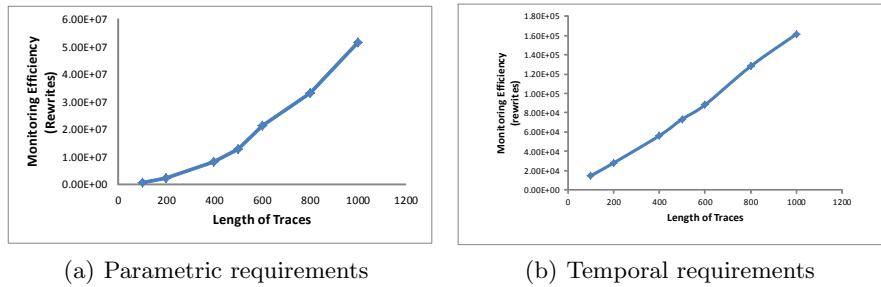 6.00E+07
5.00E+07
4.00E+07
3.00E+07
2.00E+07
1.00E+07
0.00E+00
0 200 400 600 800 1000 1200
Monitoring Efficiency
(Rewrites)
Length of Traces
(a) Parametric requirements
1.80E+05
1.60E+05
1.40E+05
1.20E+05
1.00E+05
8.00E+04
6.00E+04
4.00E+04
2.00E+04
0.00E+00
0 200 400 600 800 1000 1200
Monitoring Efficiency
(rewrites)
Length of Traces
(b) Temporal requirements